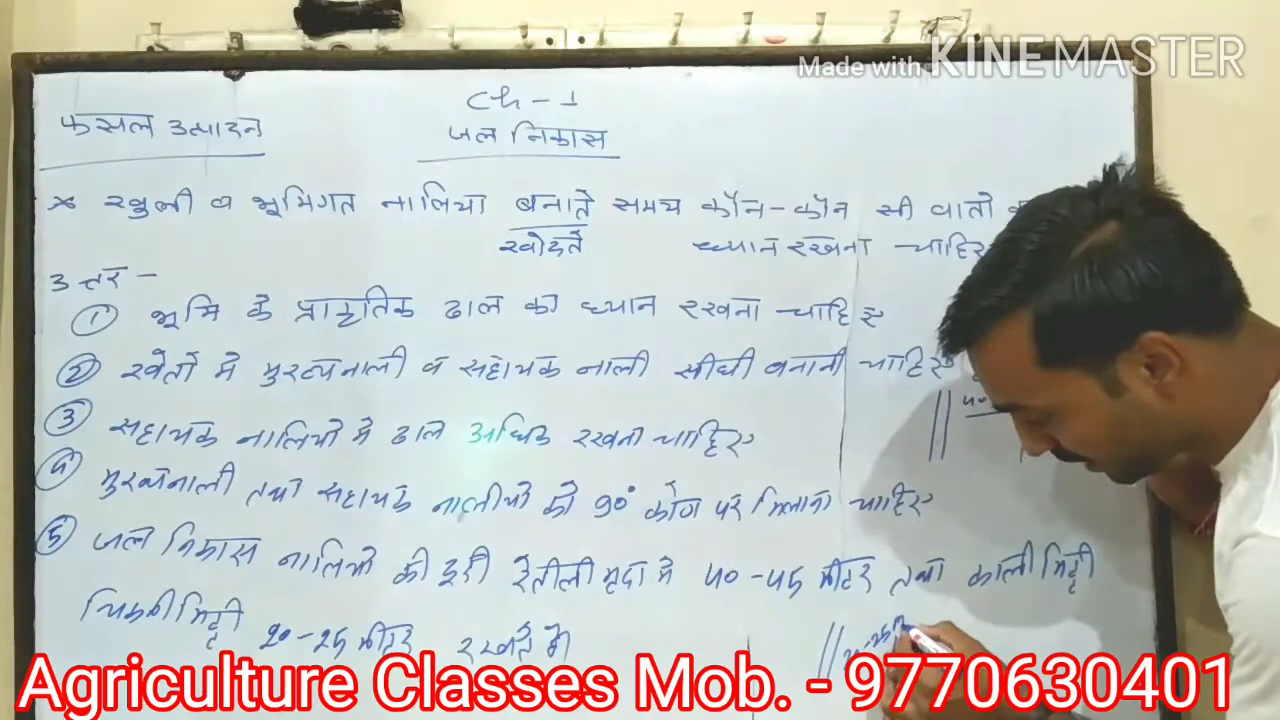 Made with KINEMASTER
Ch - 1
फसल उत्पादन
जल निकास
* खुली व भूमिगत नालिया बनाते समय कौन-कौन सी बातो
खोदते ध्यान रखना चाहिए
उत्तर -
① भूमि के प्राकृतिक ढाल का ध्यान रखना चाहिए
② खेतों मे मुख्यनाली व सहायक नाली सीधी बनानी चाहिए
③ सहायक नालियों मे ढाल अधिक रखना चाहिए
④ मुख्यनाली तथा सहायक नालीयो को 90° कोण पर मिलाना चाहिए
⑤ जल निकास नालियो की दूरी रेतीली मृदा मे 40-45 मीटर तथा काली मिट्टी
चिकनी मिट्टी 20-25 मीटर रखते है
Agriculture Classes Mob. - 9770630401